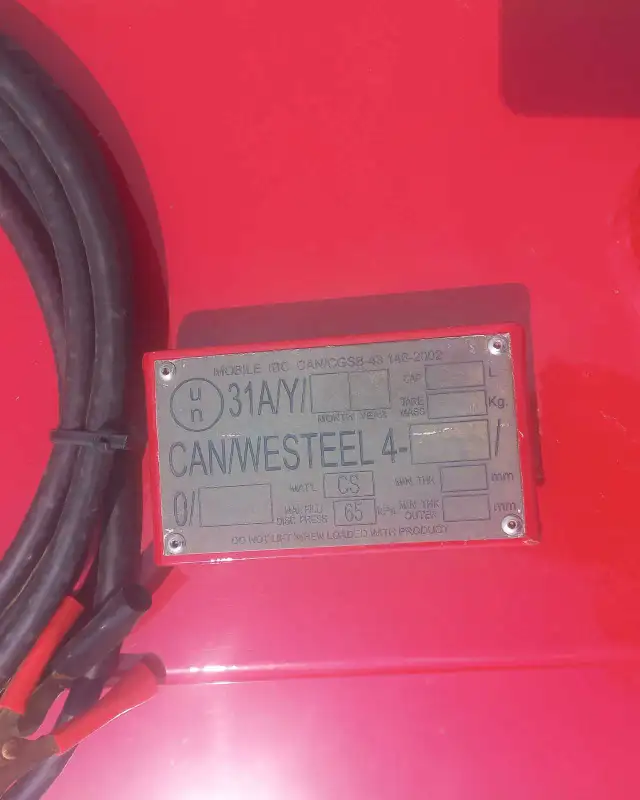 MOBILE IBC CAN/CGSB-43.146-2002
un 31A/Y/ CAP L
MONTH YEAR TARE MASS Kg.
CAN/WESTEEL 4- /
MAT'L CS MIN. THK mm
0/ MAX FILL/ DISC PRESS 65 kPa MIN. THK OUTER mm
DO NOT LIFT WHEN LOADED WITH PRODUCT